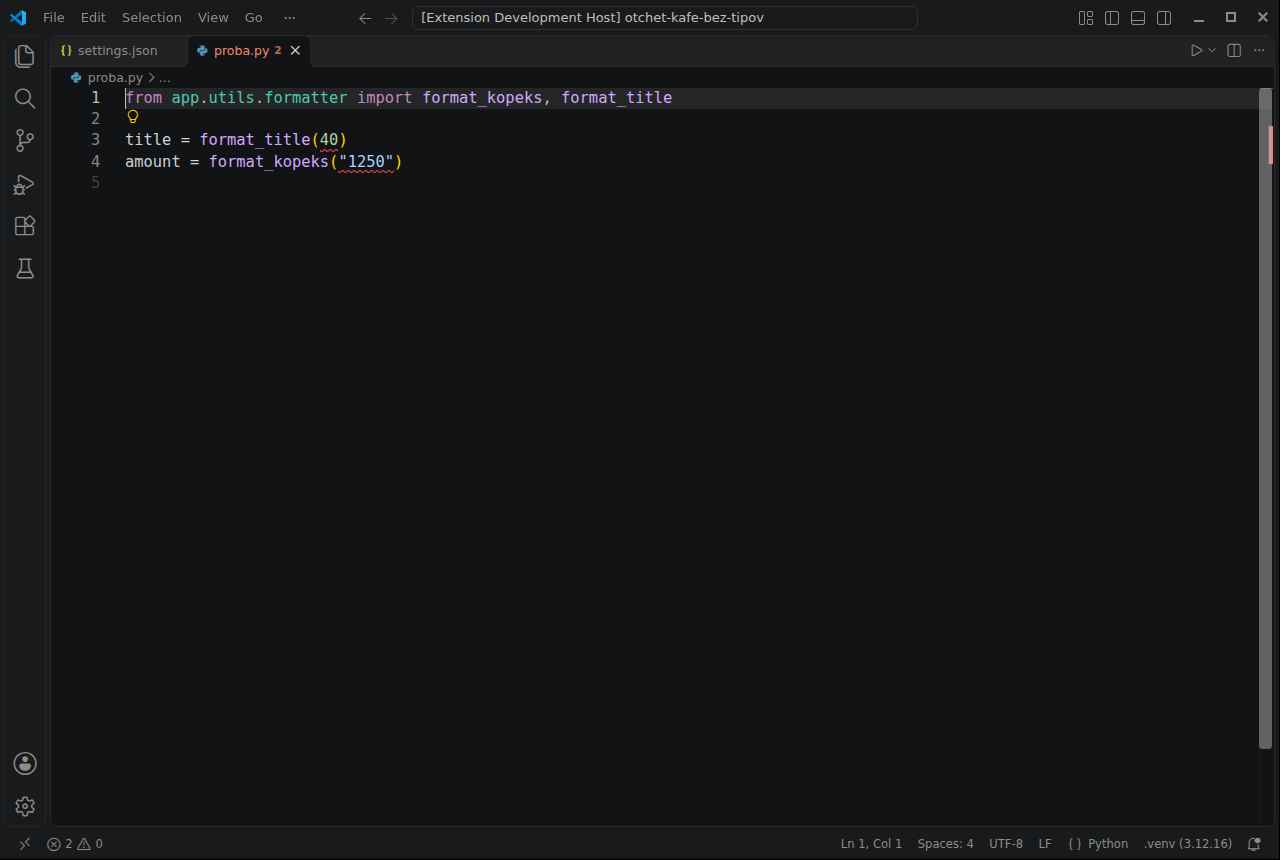 File Edit Selection View Go ··· [Extension Development Host] otchet-kafe-bez-tipov
{} settings.json proba.py 2
proba.py > ...
1 from app.utils.formatter import format_kopeks, format_title
2
3 title = format_title(40)
4 amount = format_kopeks("1250")
5
2 0 Ln 1, Col 1 Spaces: 4 UTF-8 LF {} Python .venv (3.12.16)